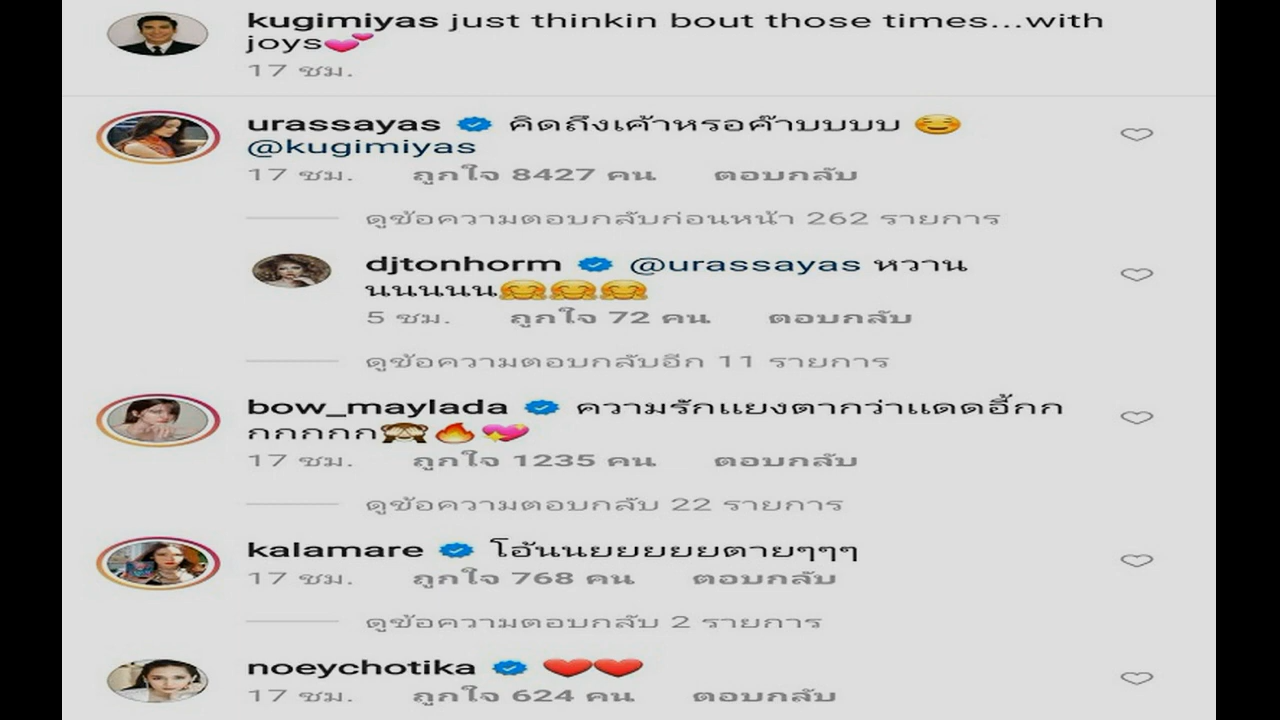 kugimiyas just thinkin bout those times...with
joys💕
17 ชม.
urassayas คิดถึงเค้าหรอค๊าบบบบ ☺️
@kugimiyas
17 ชม. ถูกใจ 8427 คน ตอบกลับ
ดูข้อความตอบกลับก่อนหน้า 262 รายการ
djtonhorm @urassayas หวาน
นนนนนน🤗🤗🤗
5 ชม. ถูกใจ 72 คน ตอบกลับ
ดูข้อความตอบกลับอีก 11 รายการ
bow_maylada ความรักแยงตากว่าแดดอี้กก
กกกกกก🙈🔥💖
17 ชม. ถูกใจ 1235 คน ตอบกลับ
ดูข้อความตอบกลับ 22 รายการ
kalamare โอ้นนยยยยยตายๆๆๆ
17 ชม. ถูกใจ 768 คน ตอบกลับ
ดูข้อความตอบกลับ 2 รายการ
noeychotika ❤️❤️
17 ชม. ถูกใจ 624 คน ตอบกลับ